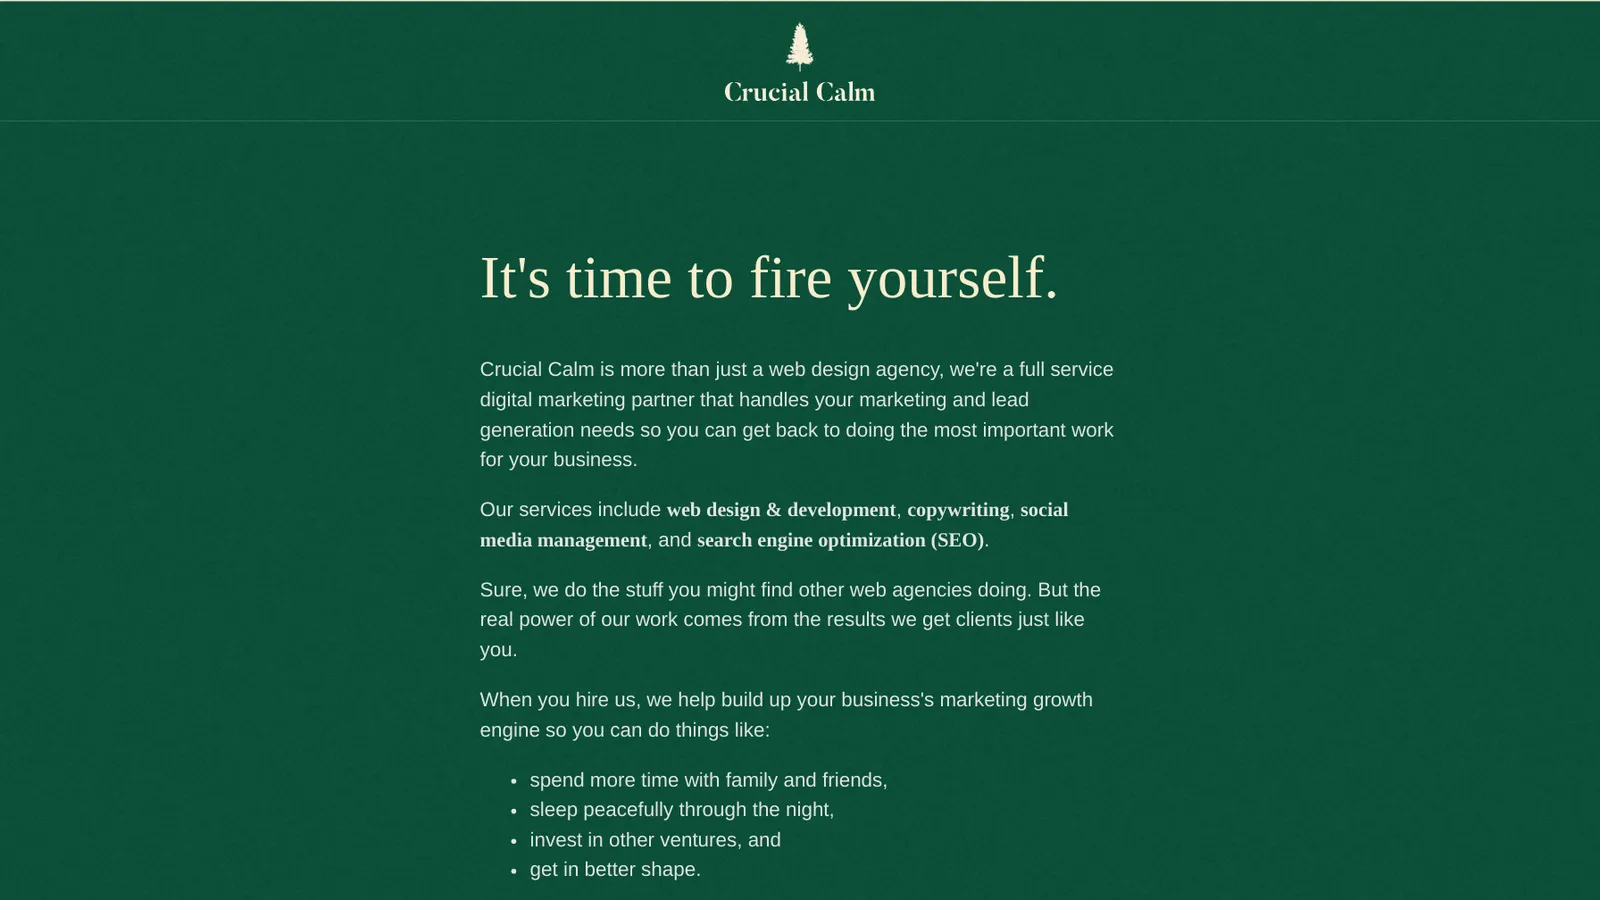 Crucial Calm
It's time to fire yourself.
Crucial Calm is more than just a web design agency, we're a full service
digital marketing partner that handles your marketing and lead
generation needs so you can get back to doing the most important work
for your business.
Our services include web design & development, copywriting, social
media management, and search engine optimization (SEO).
Sure, we do the stuff you might find other web agencies doing. But the
real power of our work comes from the results we get clients just like
you.
When you hire us, we help build up your business's marketing growth
engine so you can do things like:
• spend more time with family and friends,
• sleep peacefully through the night,
• invest in other ventures, and
• get in better shape.